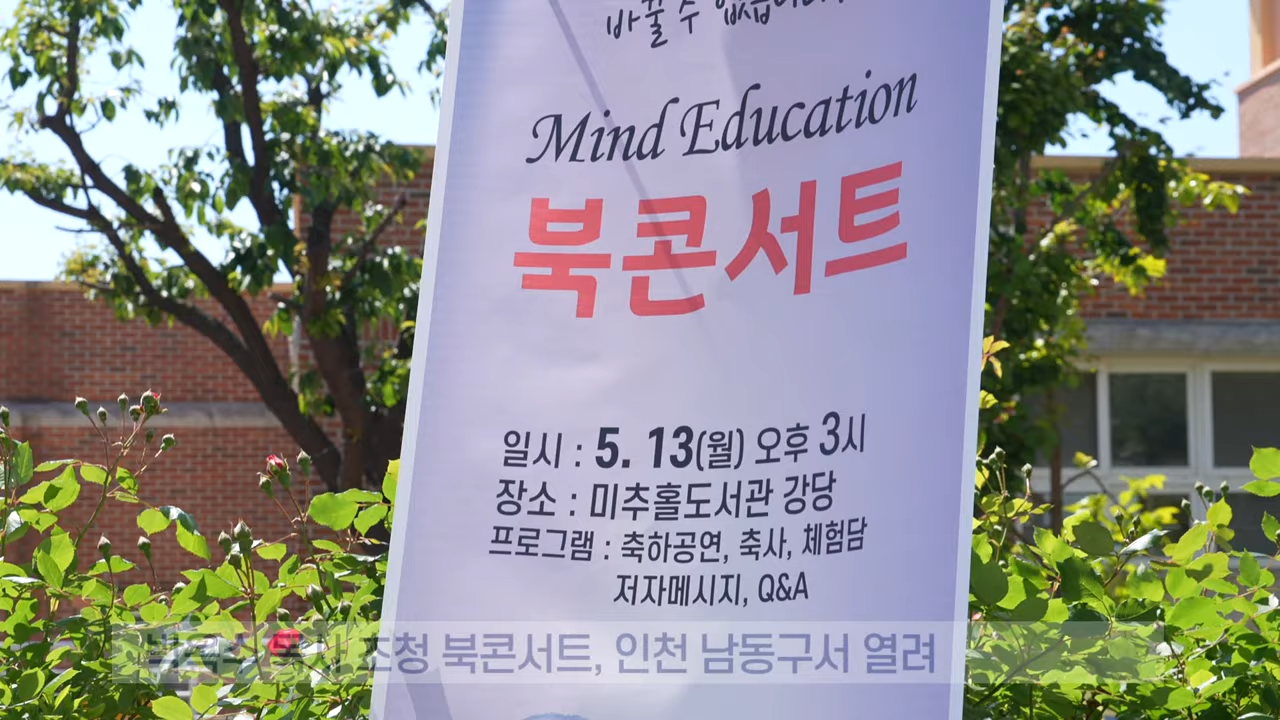 바꿀 수 없습니다
Mind Education
북콘서트
일시 : 5. 13(월) 오후 3시
장소 : 미추홀도서관 강당
프로그램 : 축하공연, 축사, 체험담
저자메시지, Q&A
초청 북콘서트, 인천 남동구서 열려